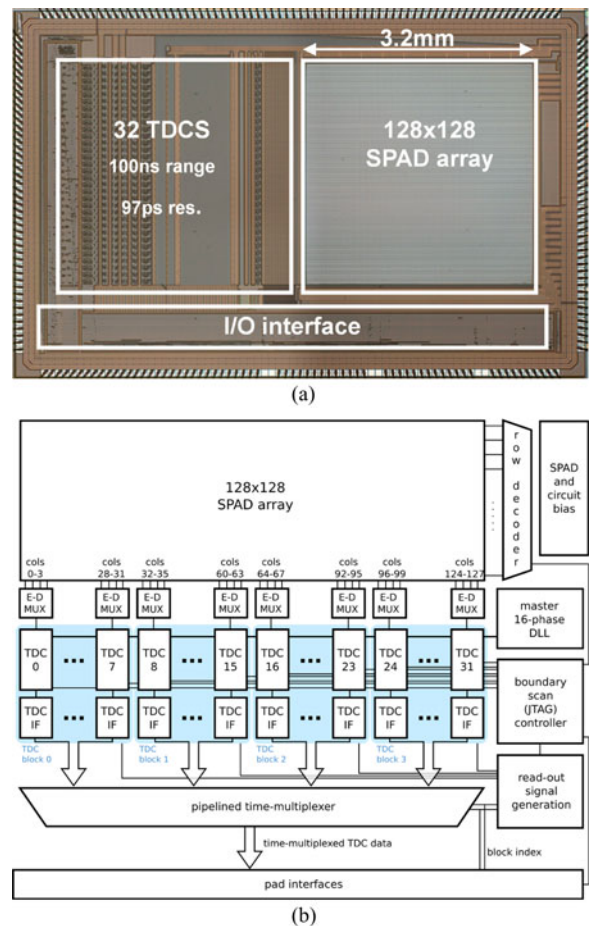 3.2mm
32 TDCS
100ns range
97ps res.
128x128
SPAD array
I/O interface
(a)
128x128
SPAD array
row decoder
SPAD
and
circuit
bias
cols
0-3
cols
28-31
cols
32-35
cols
60-63
cols
64-67
cols
92-95
cols
96-99
cols
124-127
E-D
MUX
E-D
MUX
E-D
MUX
E-D
MUX
E-D
MUX
E-D
MUX
E-D
MUX
E-D
MUX
master
16-phase
DLL
TDC
0
TDC
7
TDC
8
TDC
15
TDC
16
TDC
23
TDC
24
TDC
31
boundary
scan
(JTAG)
controller
TDC
IF
TDC
IF
TDC
IF
TDC
IF
TDC
IF
TDC
IF
TDC
IF
TDC
IF
TDC
block 0
TDC
block 1
TDC
block 2
TDC
block 3
read-out
signal
generation
pipelined time-multiplexer
time-multiplexed TDC data
block index
pad interfaces
(b)